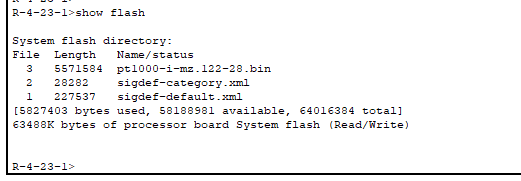 R-4-23-1>show flash
System flash directory:
File Length Name/status
3 5571584 pt1000-i-mz.122-28.bin
2 28282 sigdef-category.xml
1 227537 sigdef-default.xml
[5827403 bytes used, 58188981 available, 64016384 total]
63488K bytes of processor board System flash (Read/Write)
R-4-23-1>